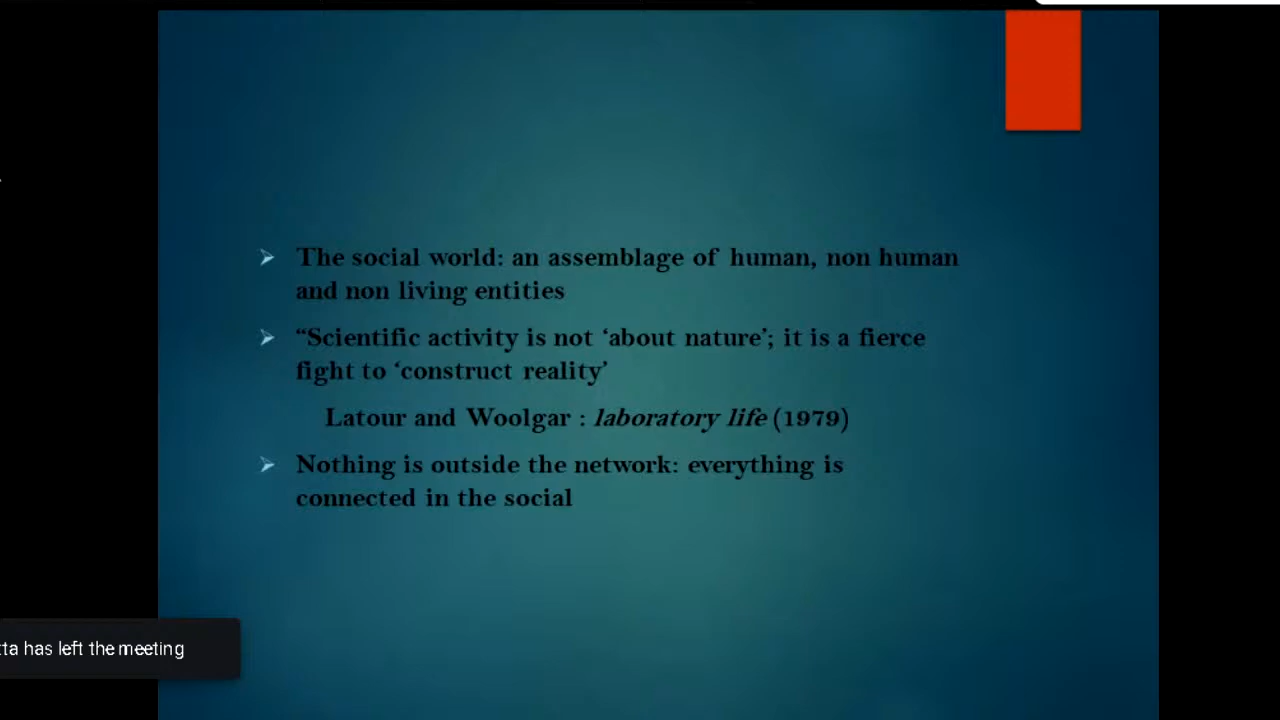 The social world: an assemblage of human, non human
and non living entities
“Scientific activity is not ‘about nature’; it is a fierce
fight to ‘construct reality’
Latour and Woolgar : laboratory life (1979)
Nothing is outside the network: everything is
connected in the social
has left the meeting